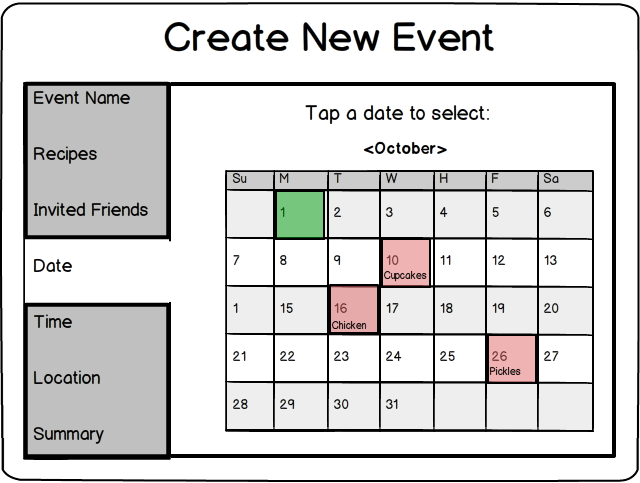 Create New Event
Event Name
Recipes
Invited Friends
Date
Time
Location
Summary
Tap a date to select:
<October>
Su M T W H F Sa
1 2 3 4 5 6
7 8 9 10 11 12 13
Cupcakes
1 15 16 17 18 19 20
Chicken
21 22 23 24 25 26 27
Pickles
28 29 30 31